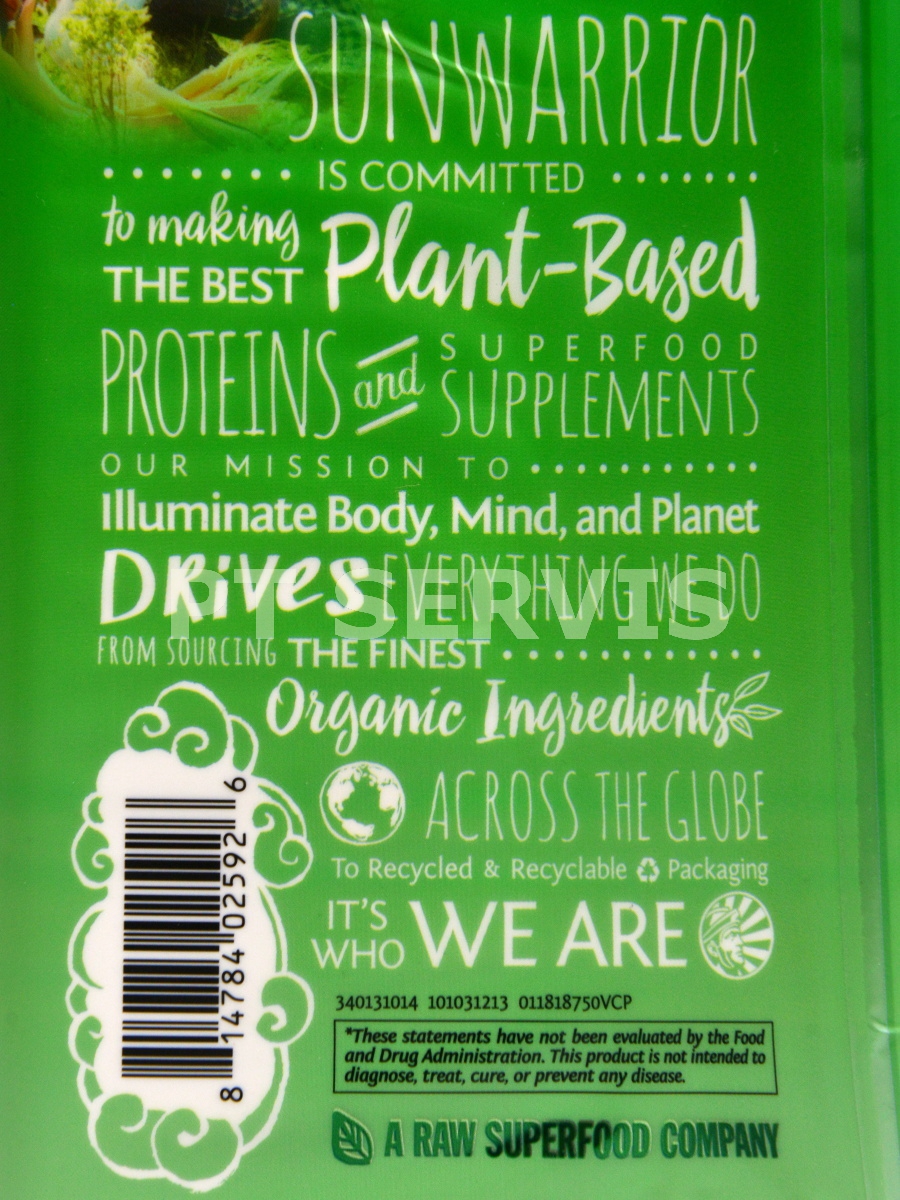 SUNWARRIOR
IS COMMITTED
to making
THE BEST Plant-Based
PROTEINS and SUPERFOOD SUPPLEMENTS
OUR MISSION TO
Illuminate Body, Mind, and Planet
DRives EVERYTHING WE DO
PT SERVIS
FROM SOURCING THE FINEST
Organic Ingredients
ACROSS THE GLOBE
To Recycled & Recyclable Packaging
IT'S WHO WE ARE
8 14784 02592 6
340131014 101031213 011818750VCP
*These statements have not been evaluated by the Food
and Drug Administration. This product is not intended to
diagnose, treat, cure, or prevent any disease.
A RAW SUPERFOOD COMPANY